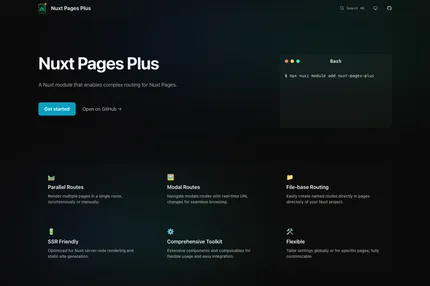 Nuxt Pages Plus
Search ⌘ K
Nuxt Pages Plus
Bash
$ npx nuxi module add nuxt-pages-plus
A Nuxt module that enables complex routing for Nuxt Pages.
Get started
Open on GitHub →
Parallel Routes
Render multiple pages in a single route, synchronously or manually.
Modal Routes
Navigate modals routes with real-time URL changes for seamless browsing.
File-base Routing
Easily create named routes directly in pages directory of your Nuxt project.
SSR Friendly
Optimized for Nuxt server-side rendering and static site generation.
Comprehensive Toolkit
Extensive components and composables for flexible usage and easy integration.
Flexible
Tailor settings globally or for specific pages; fully customizable.